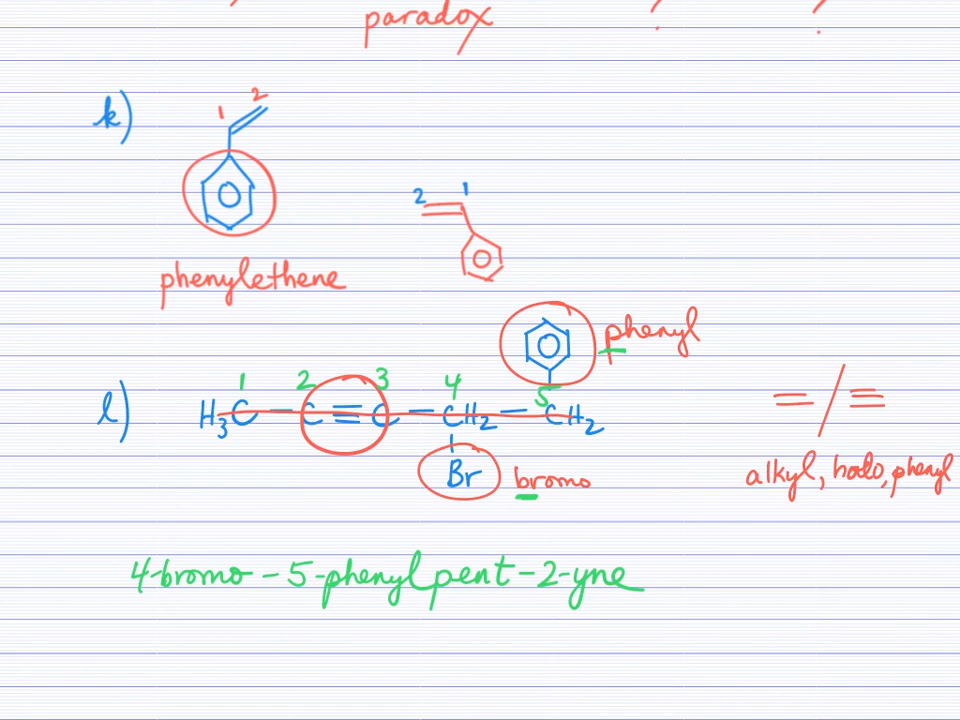 paradox ? ?
k)
1 2
2 1
phenylethene
phenyl
1 2 3 4 5
l) H3C - C ≡ C - CH2 - CH2 = / ≡
Br bromo alkyl, halo, phenyl
4-bromo-5-phenylpent-2-yne